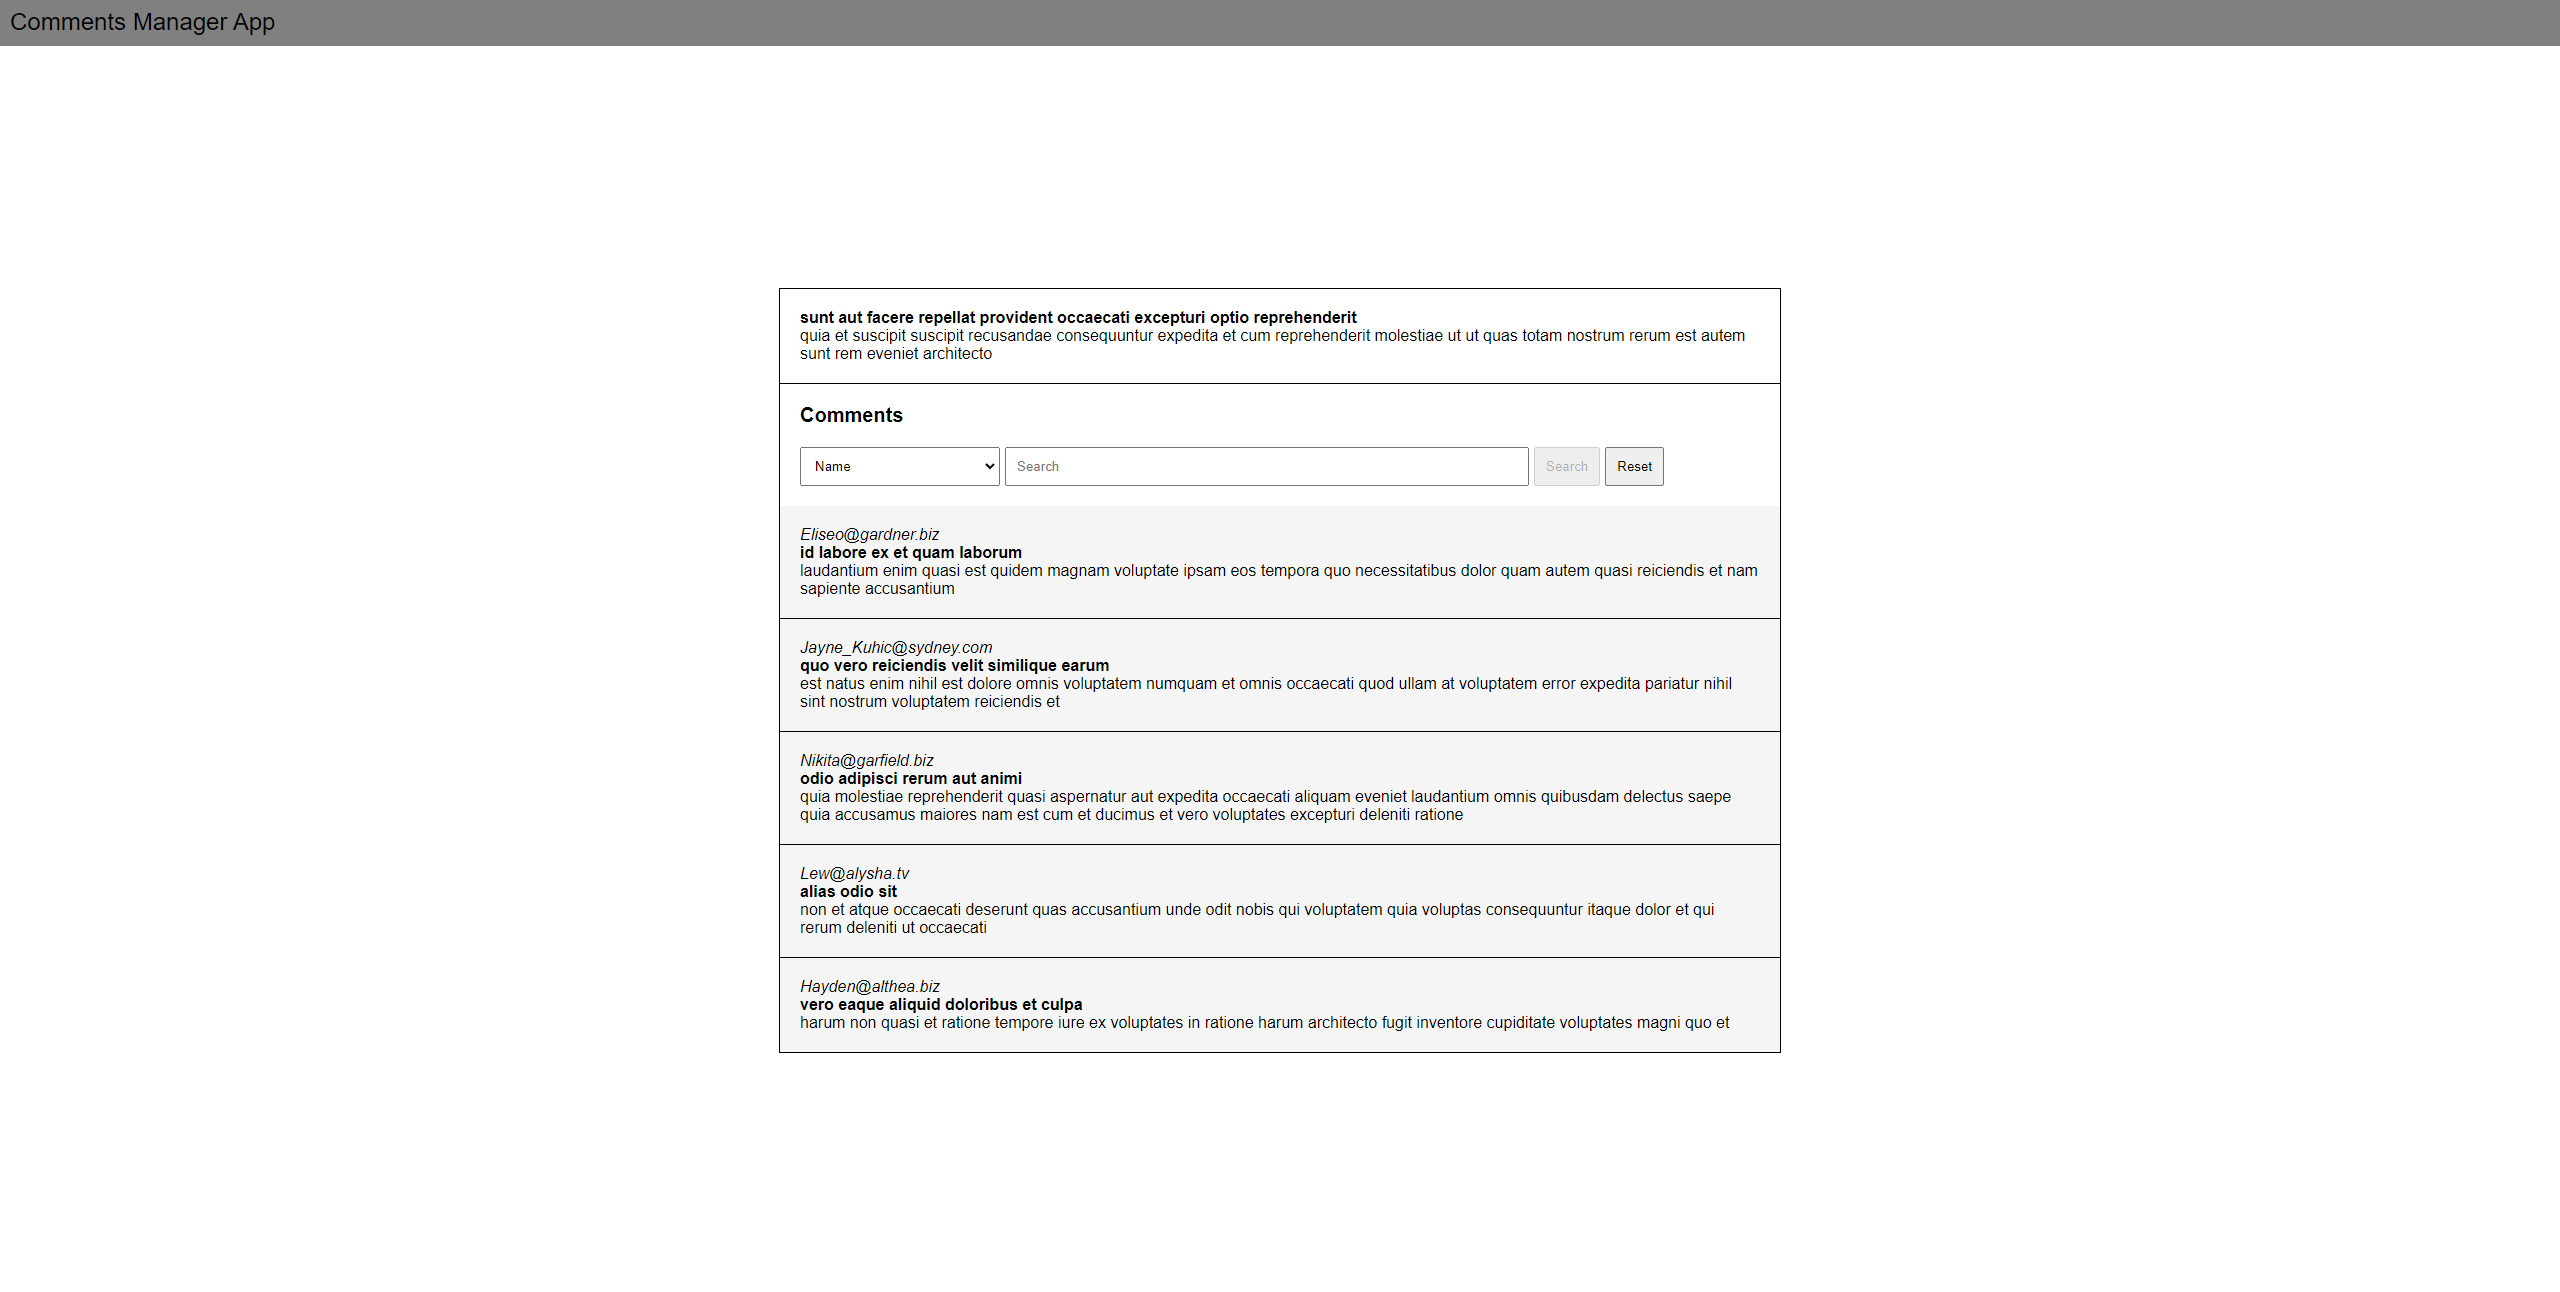 Comments Manager App
sunt aut facere repellat provident occaecati excepturi optio reprehenderit
quia et suscipit suscipit recusandae consequuntur expedita et cum reprehenderit molestiae ut ut quas totam nostrum rerum est autem
sunt rem eveniet architecto
Comments
Name Search Search Reset
Eliseo@gardner.biz
id labore ex et quam laborum
laudantium enim quasi est quidem magnam voluptate ipsam eos tempora quo necessitatibus dolor quam autem quasi reiciendis et nam
sapiente accusantium
Jayne_Kuhic@sydney.com
quo vero reiciendis velit similique earum
est natus enim nihil est dolore omnis voluptatem numquam et omnis occaecati quod ullam at voluptatem error expedita pariatur nihil
sint nostrum voluptatem reiciendis et
Nikita@garfield.biz
odio adipisci rerum aut animi
quia molestiae reprehenderit quasi aspernatur aut expedita occaecati aliquam eveniet laudantium omnis quibusdam delectus saepe
quia accusamus maiores nam est cum et ducimus et vero voluptates excepturi deleniti ratione
Lew@alysha.tv
alias odio sit
non et atque occaecati deserunt quas accusantium unde odit nobis qui voluptatem quia voluptas consequuntur itaque dolor et qui
rerum deleniti ut occaecati
Hayden@althea.biz
vero eaque aliquid doloribus et culpa
harum non quasi et ratione tempore iure ex voluptates in ratione harum architecto fugit inventore cupiditate voluptates magni quo et